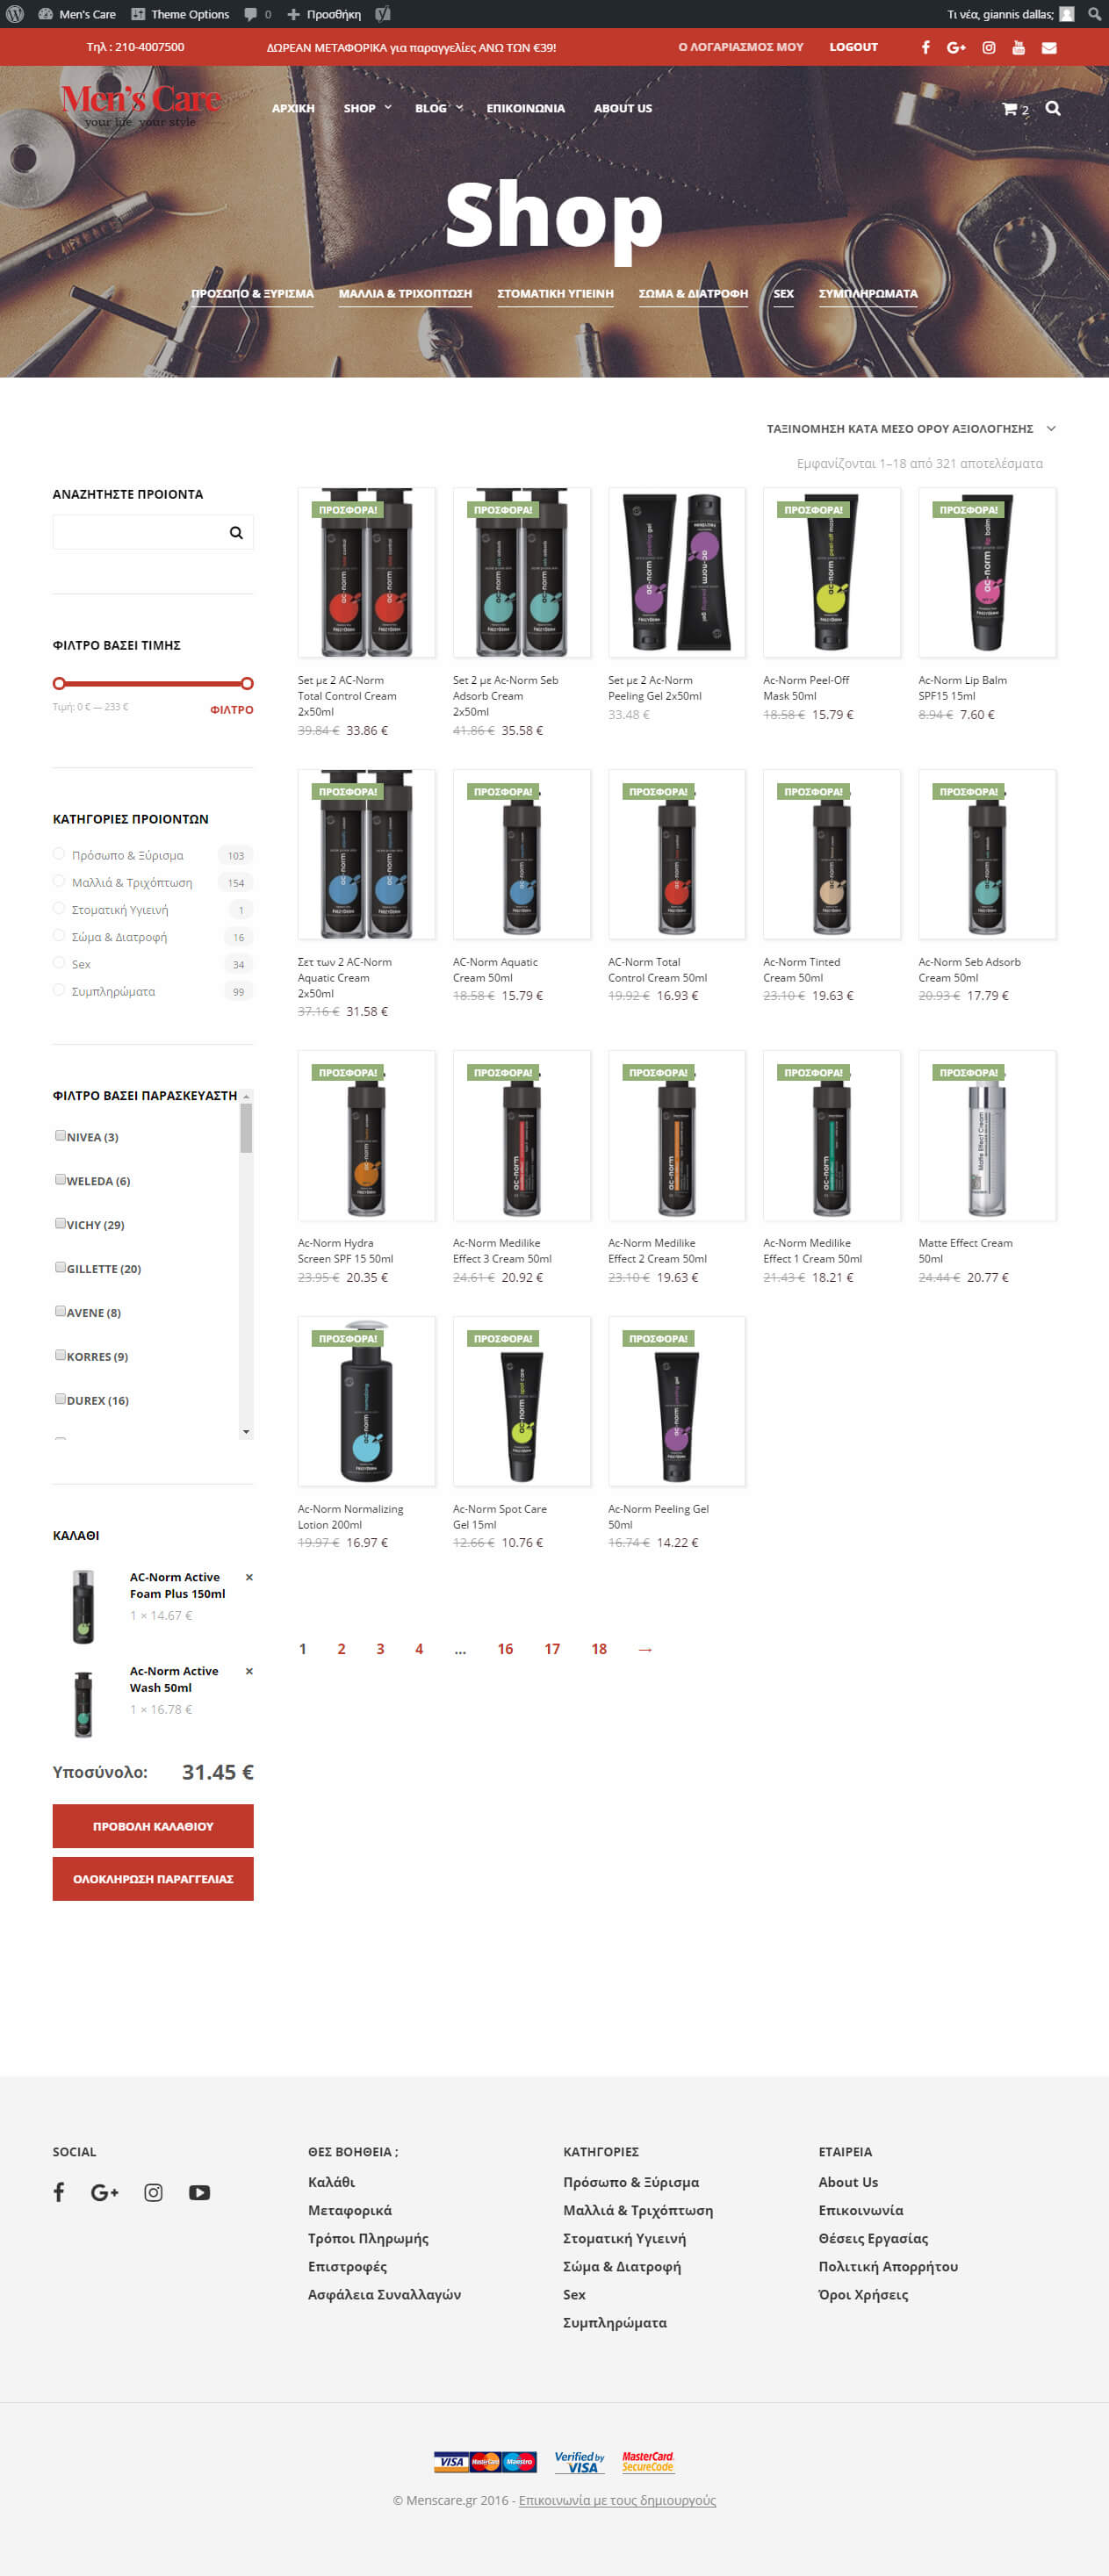 Men's Care
Theme Options
0
Προσθήκη
Τι νέα, giannis dallas;
Τηλ : 210-4007500
ΔΩΡΕΑΝ ΜΕΤΑΦΟΡΙΚΑ για παραγγελίες ΑΝΩ ΤΩΝ €39!
Ο ΛΟΓΑΡΙΑΣΜΟΣ ΜΟΥ
LOGOUT
Men's Care
your life, your style
ΑΡΧΙΚΗ
SHOP
BLOG
ΕΠΙΚΟΙΝΩΝΙΑ
ABOUT US
2
Shop
ΠΡΟΣΩΠΟ & ΞΥΡΙΣΜΑ
ΜΑΛΛΙΑ & ΤΡΙΧΟΠΤΩΣΗ
ΣΤΟΜΑΤΙΚΗ ΥΓΙΕΙΝΗ
ΣΩΜΑ & ΔΙΑΤΡΟΦΗ
SEX
ΣΥΜΠΛΗΡΩΜΑΤΑ
ΤΑΞΙΝΟΜΗΣΗ ΚΑΤΑ ΜΕΣΟ ΟΡΟΥ ΑΞΙΟΛΟΓΗΣΗΣ
Εμφανίζονται 1–18 από 321 αποτελέσματα
ΑΝΑΖΗΤΗΣΤΕ ΠΡΟΙΟΝΤΑ
ΦΙΛΤΡΟ ΒΑΣΕΙ ΤΙΜΗΣ
Τιμή: 0 € — 233 €
ΦΙΛΤΡΟ
ΚΑΤΗΓΟΡΙΕΣ ΠΡΟΙΟΝΤΩΝ
Πρόσωπο & Ξύρισμα 103
Μαλλιά & Τριχόπτωση 154
Στοματική Υγιεινή 1
Σώμα & Διατροφή 16
Sex 34
Συμπληρώματα 99
ΦΙΛΤΡΟ ΒΑΣΕΙ ΠΑΡΑΣΚΕΥΑΣΤΗ
NIVEA (3)
WELEDA (6)
VICHY (29)
GILLETTE (20)
AVENE (8)
KORRES (9)
DUREX (16)
ΚΑΛΑΘΙ
AC-Norm Active
Foam Plus 150ml
×
1 × 14.67 €
Ac-Norm Active
Wash 50ml
×
1 × 16.78 €
Υποσύνολο: 31.45 €
ΠΡΟΒΟΛΗ ΚΑΛΑΘΙΟΥ
ΟΛΟΚΛΗΡΩΣΗ ΠΑΡΑΓΓΕΛΙΑΣ
ΠΡΟΣΦΟΡΑ!
Set με 2 AC-Norm
Total Control Cream
2x50ml
39.84 € 33.86 €
ΠΡΟΣΦΟΡΑ!
Set 2 με Ac-Norm Seb
Adsorb Cream
2x50ml
41.86 € 35.58 €
Set με 2 Ac-Norm
Peeling Gel 2x50ml
33.48 €
ΠΡΟΣΦΟΡΑ!
Ac-Norm Peel-Off
Mask 50ml
18.58 € 15.79 €
ΠΡΟΣΦΟΡΑ!
Ac-Norm Lip Balm
SPF15 15ml
8.94 € 7.60 €
ΠΡΟΣΦΟΡΑ!
Σετ των 2 AC-Norm
Aquatic Cream
2x50ml
37.16 € 31.58 €
ΠΡΟΣΦΟΡΑ!
AC-Norm Aquatic
Cream 50ml
18.58 € 15.79 €
ΠΡΟΣΦΟΡΑ!
AC-Norm Total
Control Cream 50ml
19.92 € 16.93 €
ΠΡΟΣΦΟΡΑ!
Ac-Norm Tinted
Cream 50ml
23.10 € 19.63 €
ΠΡΟΣΦΟΡΑ!
Ac-Norm Seb Adsorb
Cream 50ml
20.93 € 17.79 €
ΠΡΟΣΦΟΡΑ!
Ac-Norm Hydra
Screen SPF 15 50ml
23.95 € 20.35 €
ΠΡΟΣΦΟΡΑ!
Ac-Norm Medilike
Effect 3 Cream 50ml
24.61 € 20.92 €
ΠΡΟΣΦΟΡΑ!
Ac-Norm Medilike
Effect 2 Cream 50ml
23.10 € 19.63 €
ΠΡΟΣΦΟΡΑ!
Ac-Norm Medilike
Effect 1 Cream 50ml
21.43 € 18.21 €
ΠΡΟΣΦΟΡΑ!
Matte Effect Cream
Matte Effect Cream
50ml
24.44 € 20.77 €
ΠΡΟΣΦΟΡΑ!
Ac-Norm Normalizing
Lotion 200ml
19.97 € 16.97 €
ΠΡΟΣΦΟΡΑ!
Ac-Norm Spot Care
Gel 15ml
12.66 € 10.76 €
ΠΡΟΣΦΟΡΑ!
Ac-Norm Peeling Gel
50ml
16.74 € 14.22 €
1 2 3 4 … 16 17 18 →
SOCIAL
ΘΕΣ ΒΟΗΘΕΙΑ ;
Καλάθι
Μεταφορικά
Τρόποι Πληρωμής
Επιστροφές
Ασφάλεια Συναλλαγών
ΚΑΤΗΓΟΡΙΕΣ
Πρόσωπο & Ξύρισμα
Μαλλιά & Τριχόπτωση
Στοματική Υγιεινή
Σώμα & Διατροφή
Sex
Συμπληρώματα
ΕΤΑΙΡΕΙΑ
About Us
Επικοινωνία
Θέσεις Εργασίας
Πολιτική Απορρήτου
Όροι Χρήσεις
VISA MasterCard Maestro
Verified by
VISA
MasterCard.
SecureCode
© Menscare.gr 2016 - Επικοινωνία με τους δημιουργούς